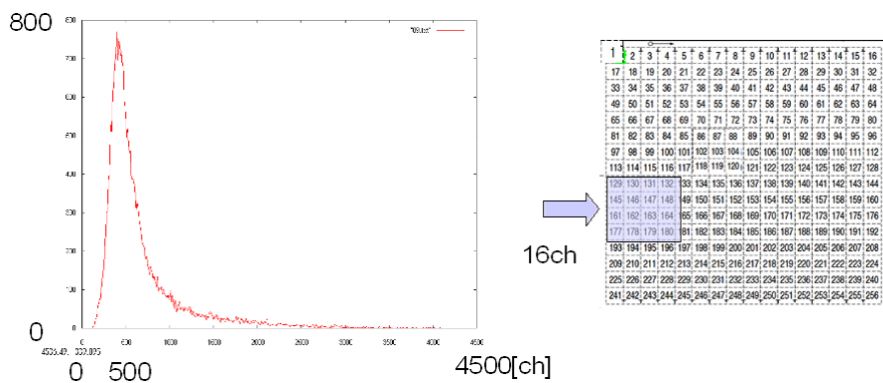 800
800
700
600
500
400
300
200
100
0
0
0 500 1000 1500 2000 2500 3000 3500 4000 4500
0 500 4500[ch]
16ch
1 2 3 4 5 6 7 8 9 10 11 12 13 14 15 16
17 18 19 20 21 22 23 24 25 26 27 28 29 30 31 32
33 34 35 36 37 38 39 40 41 42 43 44 45 46 47 48
49 50 51 52 53 54 55 56 57 58 59 60 61 62 63 64
65 66 67 68 69 70 71 72 73 74 75 76 77 78 79 80
81 82 83 84 85 86 87 88 89 90 91 92 93 94 95 96
97 98 99 100 101 102 103 104 105 106 107 108 109 110 111 112
113 114 115 116 117 118 119 120 121 122 123 124 125 126 127 128
129 130 131 132 133 134 135 136 137 138 139 140 141 142 143 144
145 146 147 148 149 150 151 152 153 154 155 156 157 158 159 160
161 162 163 164 165 166 167 168 169 170 171 172 173 174 175 176
177 178 179 180 181 182 183 184 185 186 187 188 189 190 191 192
193 194 195 196 197 198 199 200 201 202 203 204 205 206 207 208
209 210 211 212 213 214 215 216 217 218 219 220 221 222 223 224
225 226 227 228 229 230 231 232 233 234 235 236 237 238 239 240
241 242 243 244 245 246 247 248 249 250 251 252 253 254 255 256